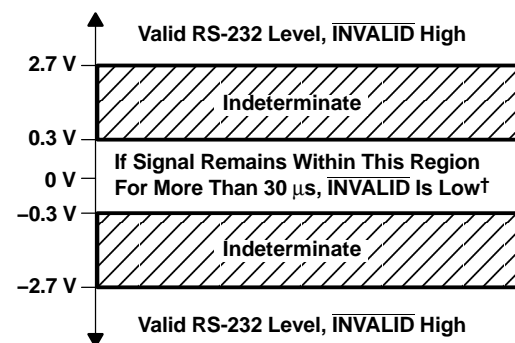 Valid RS-232 Level, INVALID High
2.7 V
Indeterminate
0.3 V
If Signal Remains Within This Region
0 V
For More Than 30 μs, INVALID Is Low†
–0.3 V
Indeterminate
–2.7 V
Valid RS-232 Level, INVALID High